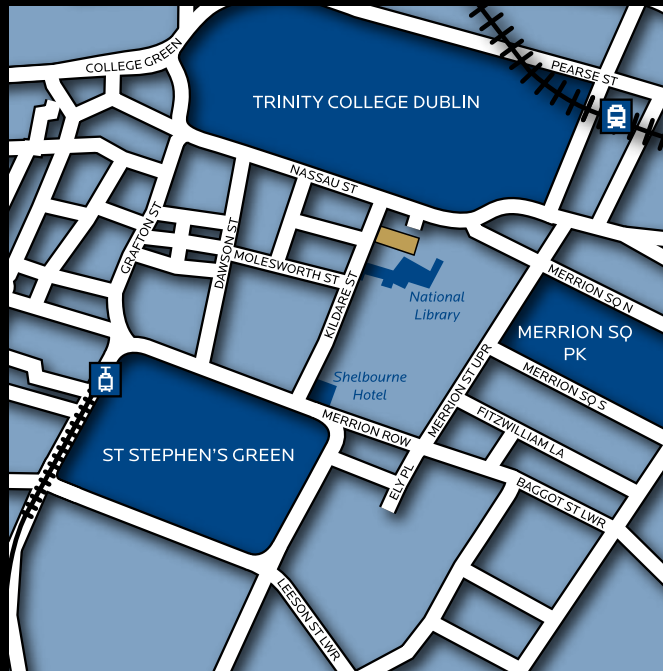 COLLEGE GREEN
PEARSE ST
TRINITY COLLEGE DUBLIN
NASSAU ST
GRAFTON ST
DAWSON ST
MOLESWORTH ST
KILDARE ST
National
Library
MERRION SQ N
MERRION SQ
PK
MERRION ST UPR
MERRION SQ S
Shelbourne
Hotel
MERRION ROW
FITZWILLIAM LA
ST STEPHEN'S GREEN
ELY PL
BAGGOT ST LWR
LEESON ST LWR